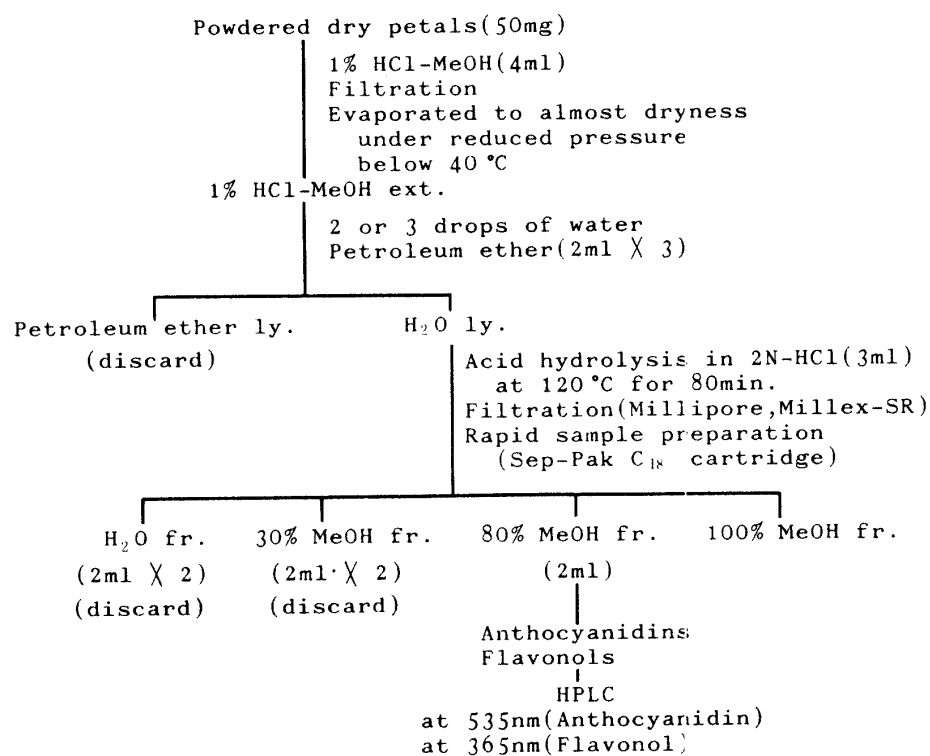 Powdered dry petals(50mg)
1% HCl-MeOH(4ml)
Filtration
Evaporated to almost dryness
under reduced pressure
below 40 °C
1% HCl-MeOH ext.
2 or 3 drops of water
Petroleum ether(2ml X 3)
Petroleum ether ly.
(discard)
H₂O ly.
Acid hydrolysis in 2N-HCl(3ml)
at 120 °C for 80min.
Filtration(Millipore,Millex-SR)
Rapid sample preparation
(Sep-Pak C₁₈ cartridge)
H₂O fr.
(2ml X 2)
(discard)
30% MeOH fr.
(2ml X 2)
(discard)
80% MeOH fr.
(2ml)
100% MeOH fr.
Anthocyanidins
Flavonols
HPLC
at 535nm(Anthocyanidin)
at 365nm(Flavonol)